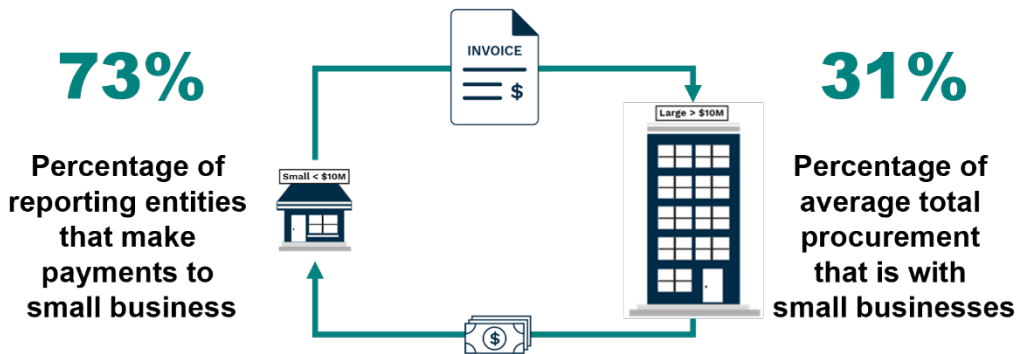 73%
Percentage of
reporting entities
that make
payments to
small business
INVOICE
$
Small < $10M
Large > $10M
$
31%
Percentage of
average total
procurement
that is with
small businesses